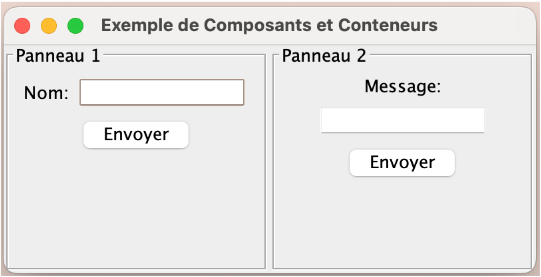 Exemple de Composants et Conteneurs
Panneau 1
Nom:
Envoyer
Panneau 2
Message:
Envoyer